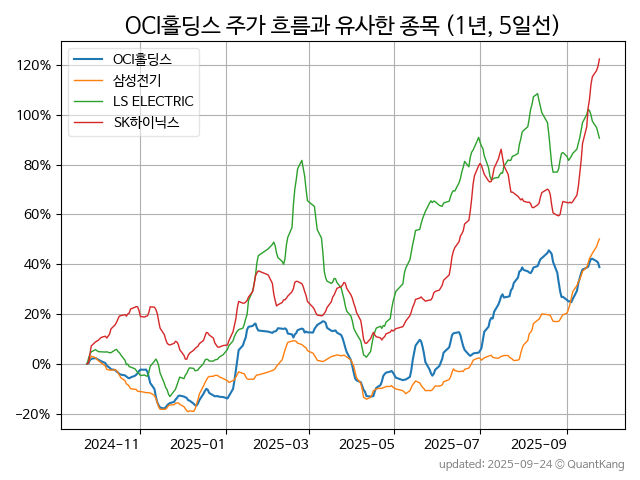 OCI홀딩스 주가 흐름과 유사한 종목 (1년, 5일선)
OCI홀딩스
삼성전기
LS ELECTRIC
SK하이닉스
120%
100%
80%
60%
40%
20%
0%
−20%
2024-11 2025-01 2025-03 2025-05 2025-07 2025-09
updated: 2025-09-24 © QuantKang